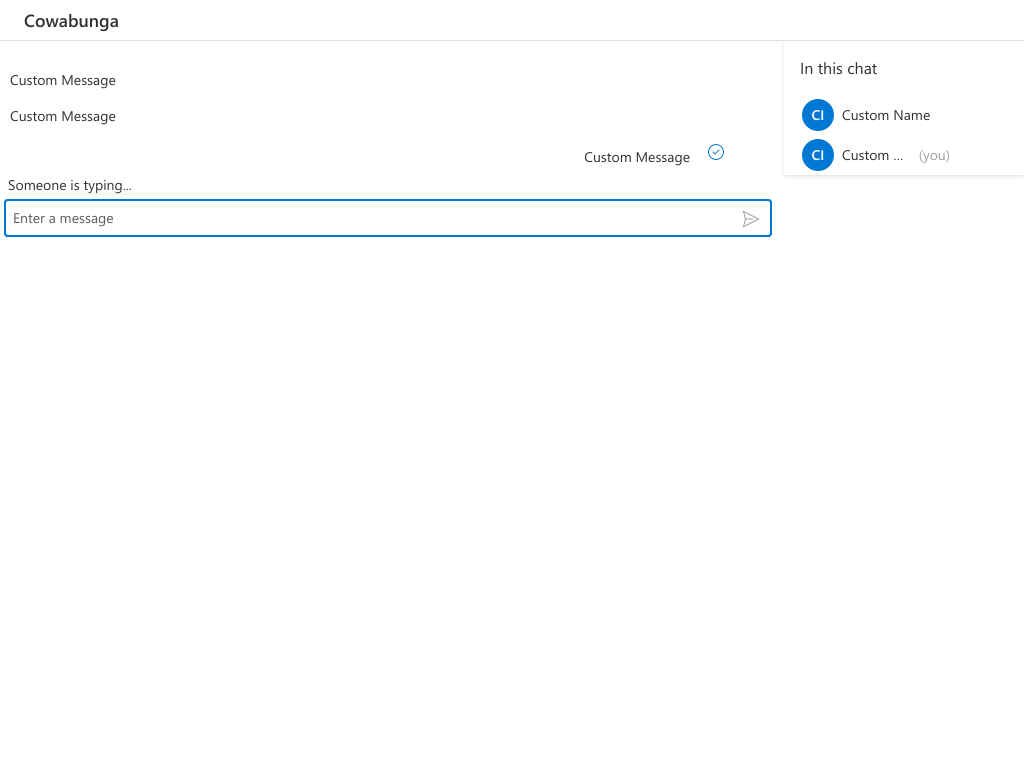 Cowabunga
Custom Message
Custom Message
Custom Message
Someone is typing...
Enter a message
In this chat
CI Custom Name
CI Custom ... (you)